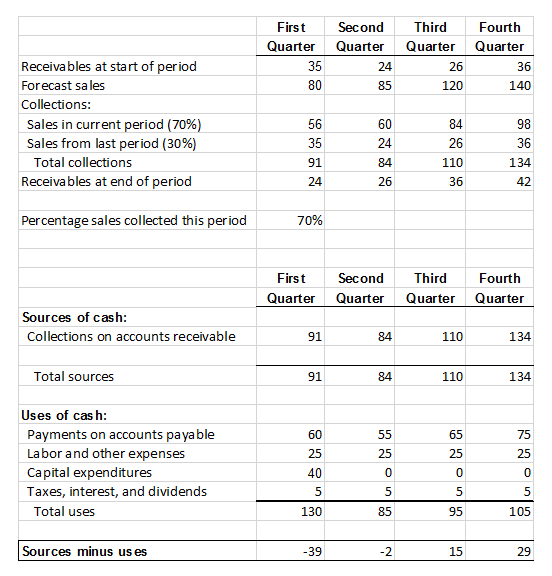 First Second Third Fourth
Quarter Quarter Quarter Quarter
Receivables at start of period 35 24 26 36
Forecast sales 80 85 120 140
Collections:
Sales in current period (70%) 56 60 84 98
Sales from last period (30%) 35 24 26 36
Total collections 91 84 110 134
Receivables at end of period 24 26 36 42
Percentage sales collected this period 70%
First Second Third Fourth
Quarter Quarter Quarter Quarter
Sources of cash:
Collections on accounts receivable 91 84 110 134
Total sources 91 84 110 134
Uses of cash:
Payments on accounts payable 60 55 65 75
Labor and other expenses 25 25 25 25
Capital expenditures 40 0 0 0
Taxes, interest, and dividends 5 5 5 5
Total uses 130 85 95 105
Sources minus uses -39 -2 15 29